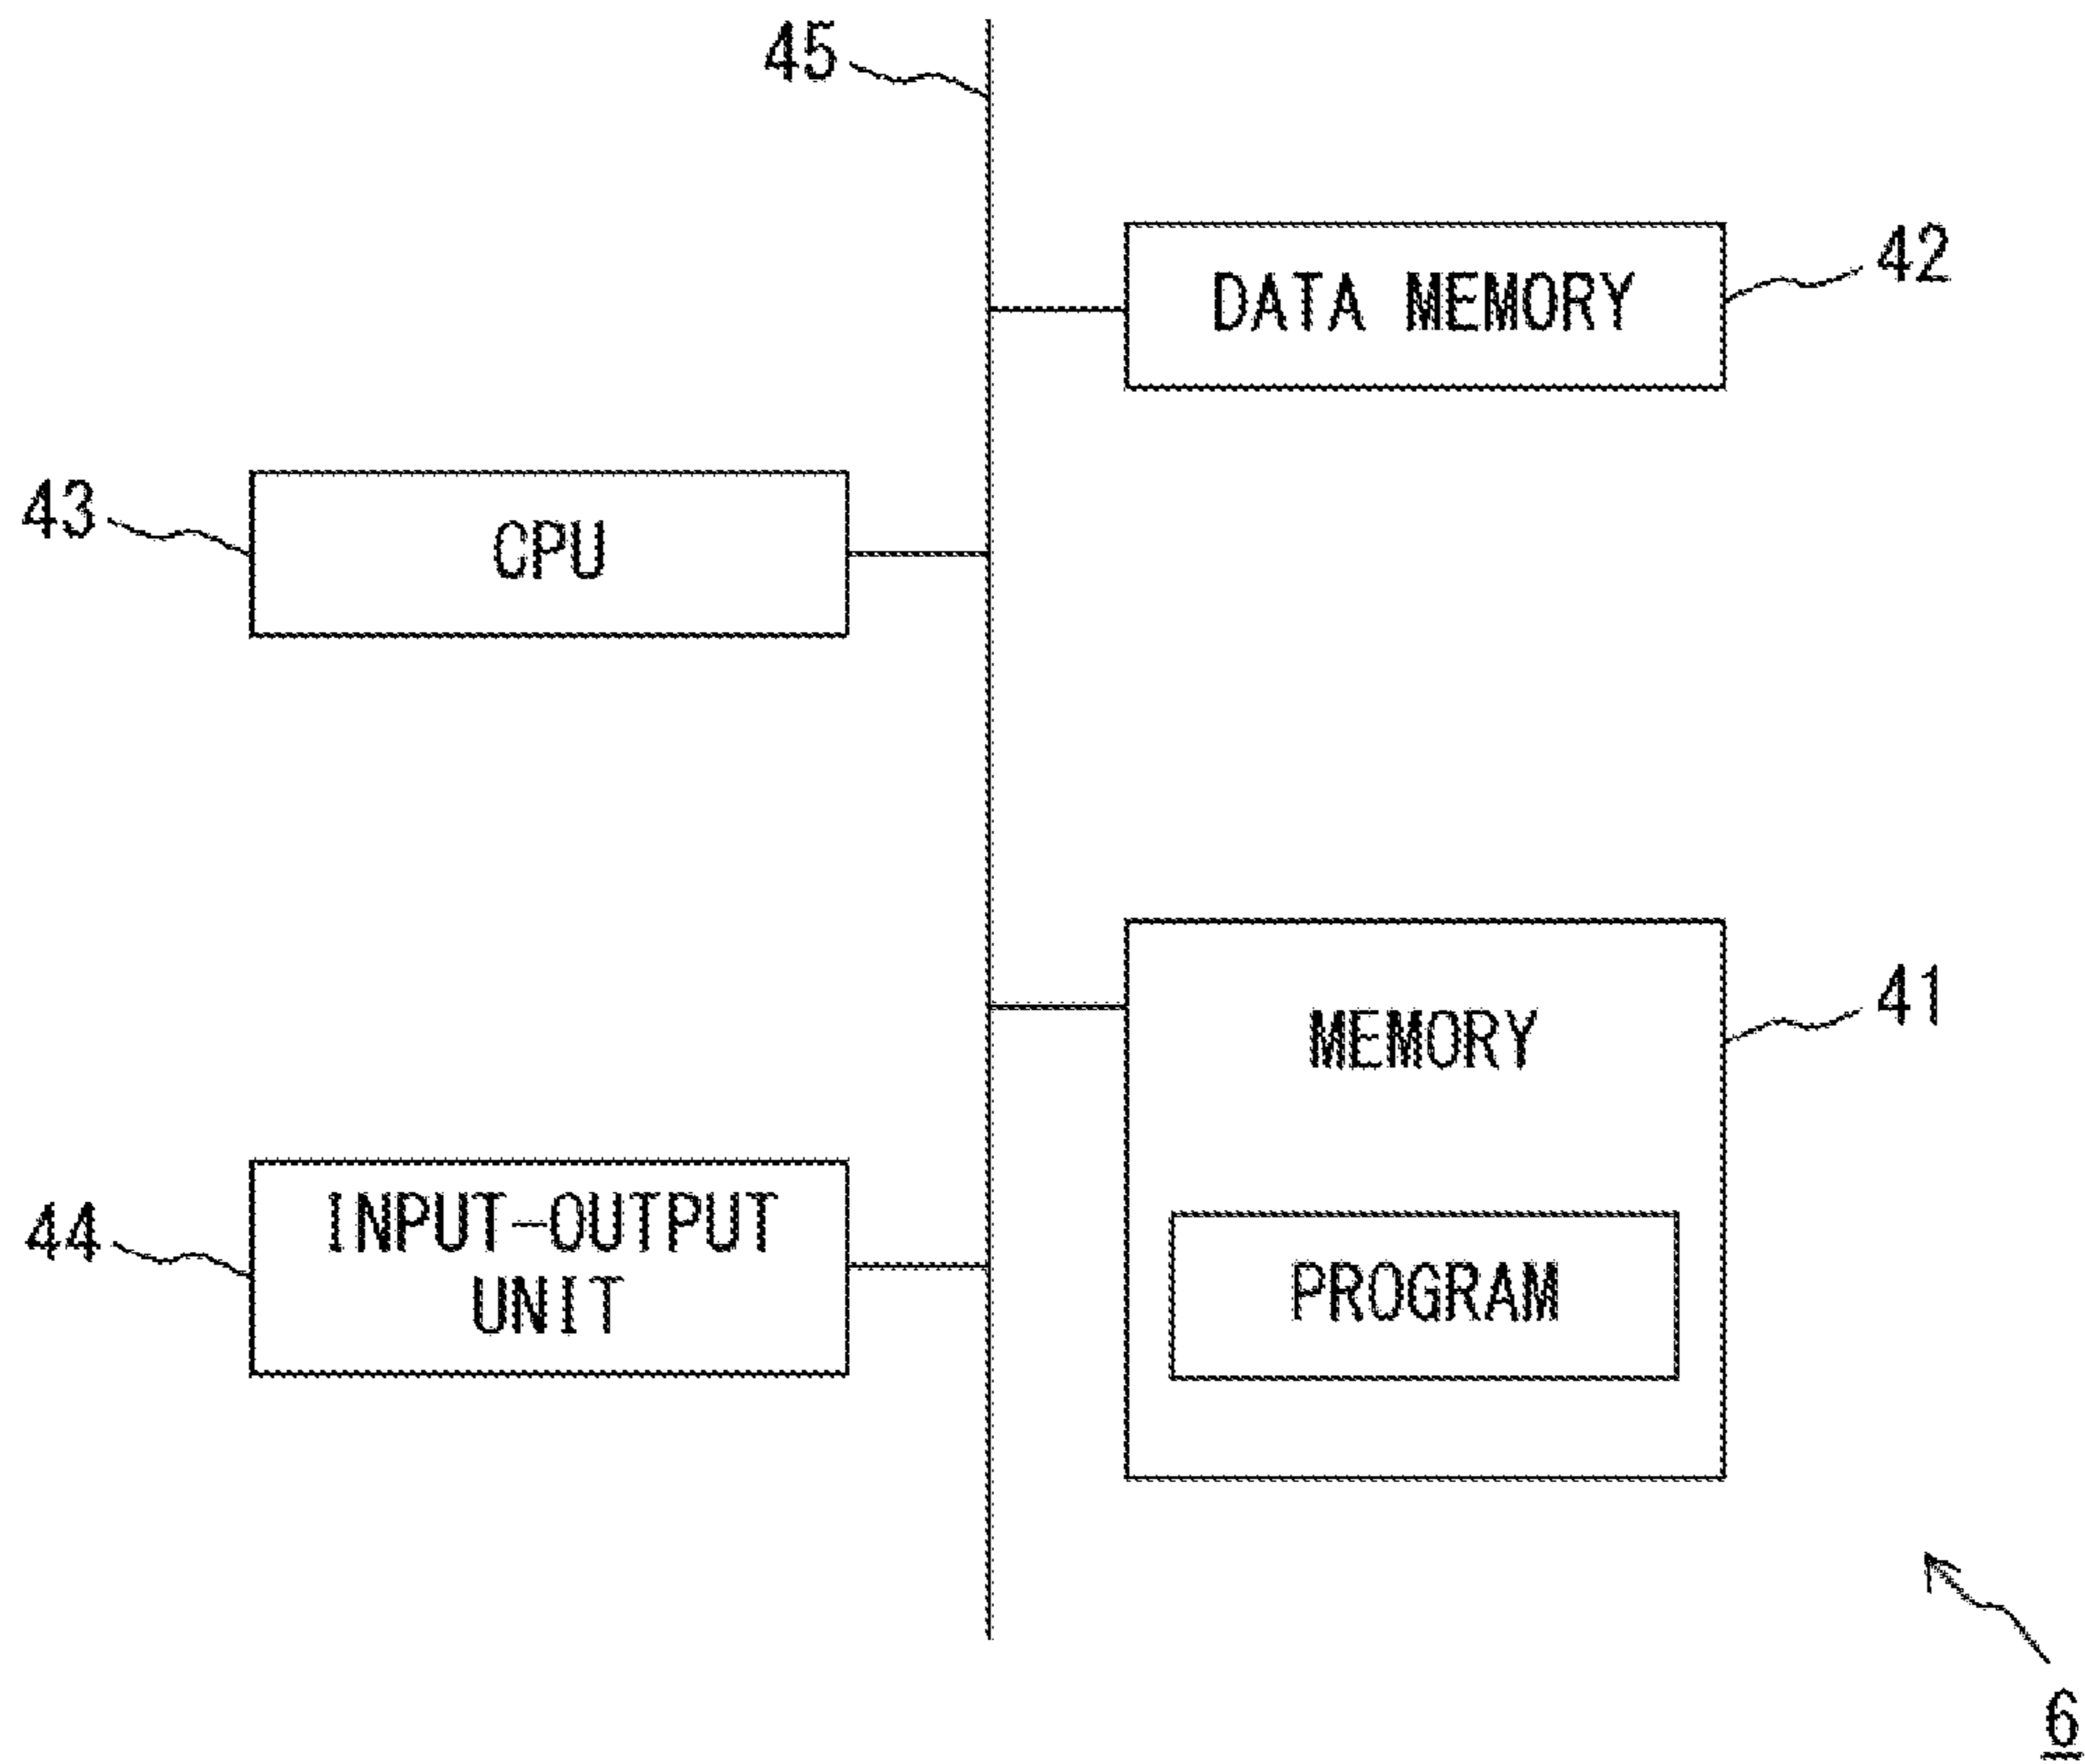 45
DATA MEMORY
42
43
CPU
MEMORY
41
44
INPUT-OUTPUT
UNIT
PROGRAM
6